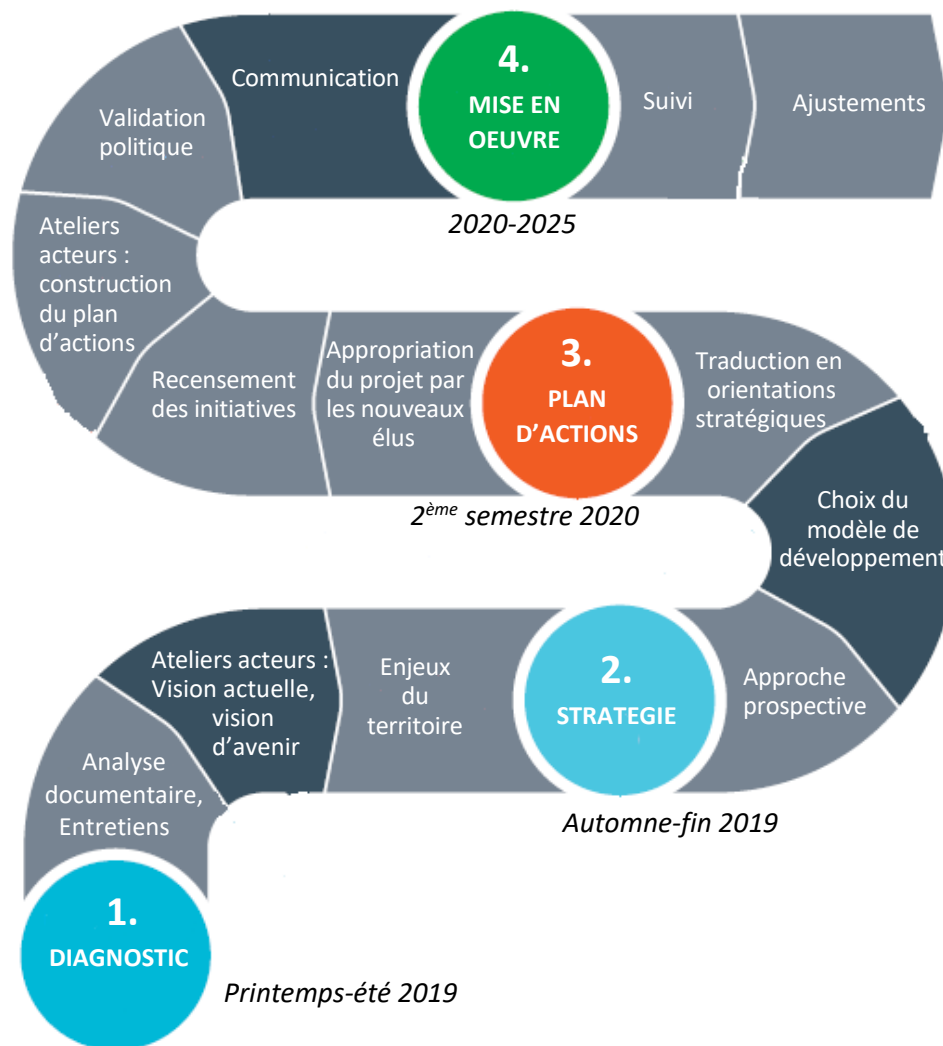 4.
MISE EN
OEUVRE
Communication
Suivi
Ajustements
Validation
politique
2020-2025
Ateliers
acteurs :
construction
du plan
d’actions
Recensement
des initiatives
Appropriation
du projet par
les nouveaux
élus
3.
PLAN
D’ACTIONS
Traduction en
orientations
stratégiques
2ème semestre 2020
Choix du
modèle de
développement
Ateliers acteurs :
Vision actuelle,
vision
d’avenir
Enjeux
du
territoire
2.
STRATEGIE
Approche
prospective
Automne-fin 2019
Analyse
documentaire,
Entretiens
1.
DIAGNOSTIC
Printemps-été 2019